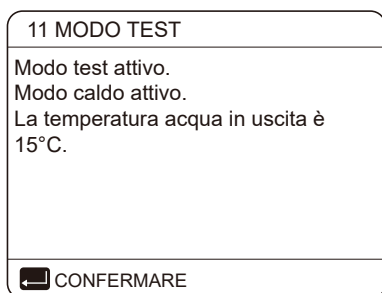 11 MODO TEST
Modo test attivo.
Modo caldo attivo.
La temperatura acqua in uscita è
15°C.
CONFERMARE